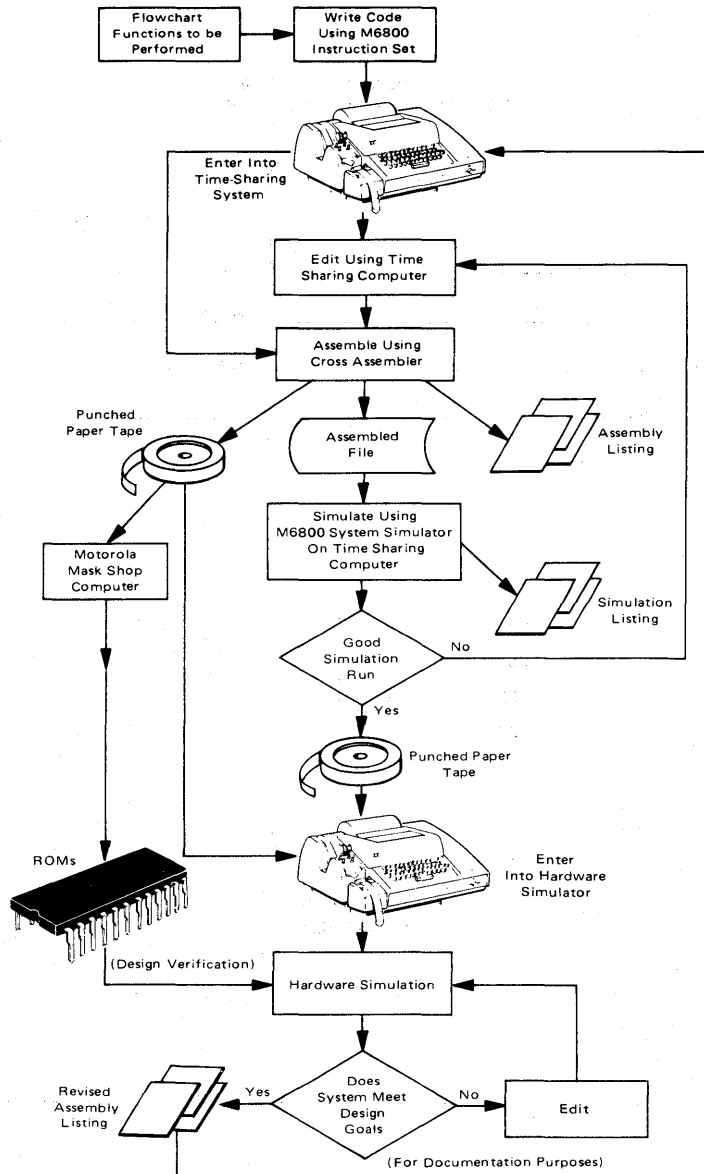 Flowchart
Functions to be
Performed
Write Code
Using M6800
Instruction Set
Enter Into
Time-Sharing
System
Edit Using Time
Sharing Computer
Assemble Using
Cross Assembler
Punched
Paper Tape
Assembled
File
Assembly
Listing
Motorola
Mask Shop
Computer
Simulate Using
M6800 System Simulator
On Time Sharing
Computer
Simulation
Listing
Good
Simulation
Run
No
Yes
Punched Paper
Tape
ROMs
Enter
Into Hardware
Simulator
(Design Verification)
Hardware Simulation
Revised
Assembly
Listing
Yes
Does
System Meet
Design
Goals
No
Edit
(For Documentation Purposes)